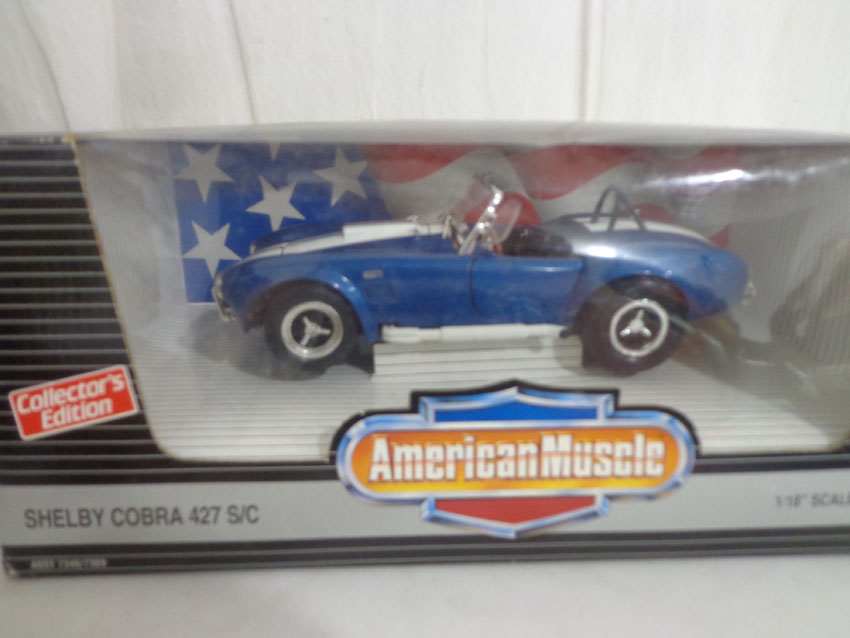 Collector's
Edition
AmericanMuscle
SHELBY COBRA 427 S/C
1/18" SCALE